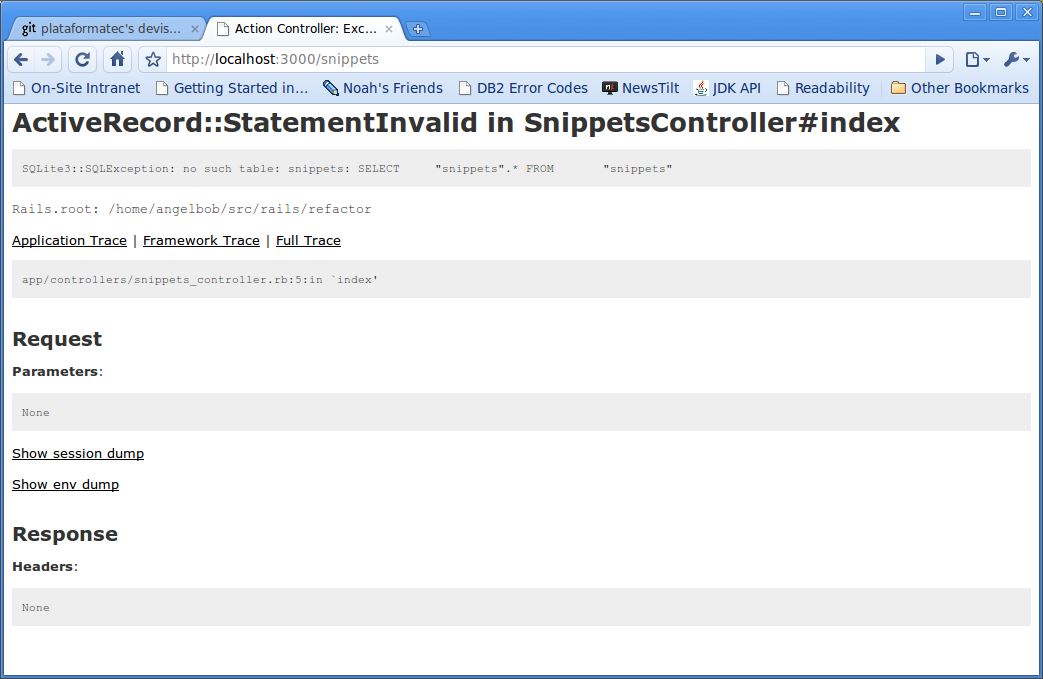 git plataformatec's devis...
Action Controller: Exc...
http://localhost:3000/snippets
On-Site Intranet
Getting Started in...
Noah's Friends
DB2 Error Codes
NewsTilt
JDK API
Readability
Other Bookmarks
ActiveRecord::StatementInvalid in SnippetsController#index
SQLite3::SQLException: no such table: snippets: SELECT     "snippets".* FROM       "snippets"
Rails.root: /home/angelbob/src/rails/refactor
Application Trace | Framework Trace | Full Trace
app/controllers/snippets_controller.rb:5:in `index'
Request
Parameters:
None
Show session dump
Show env dump
Response
Headers:
None